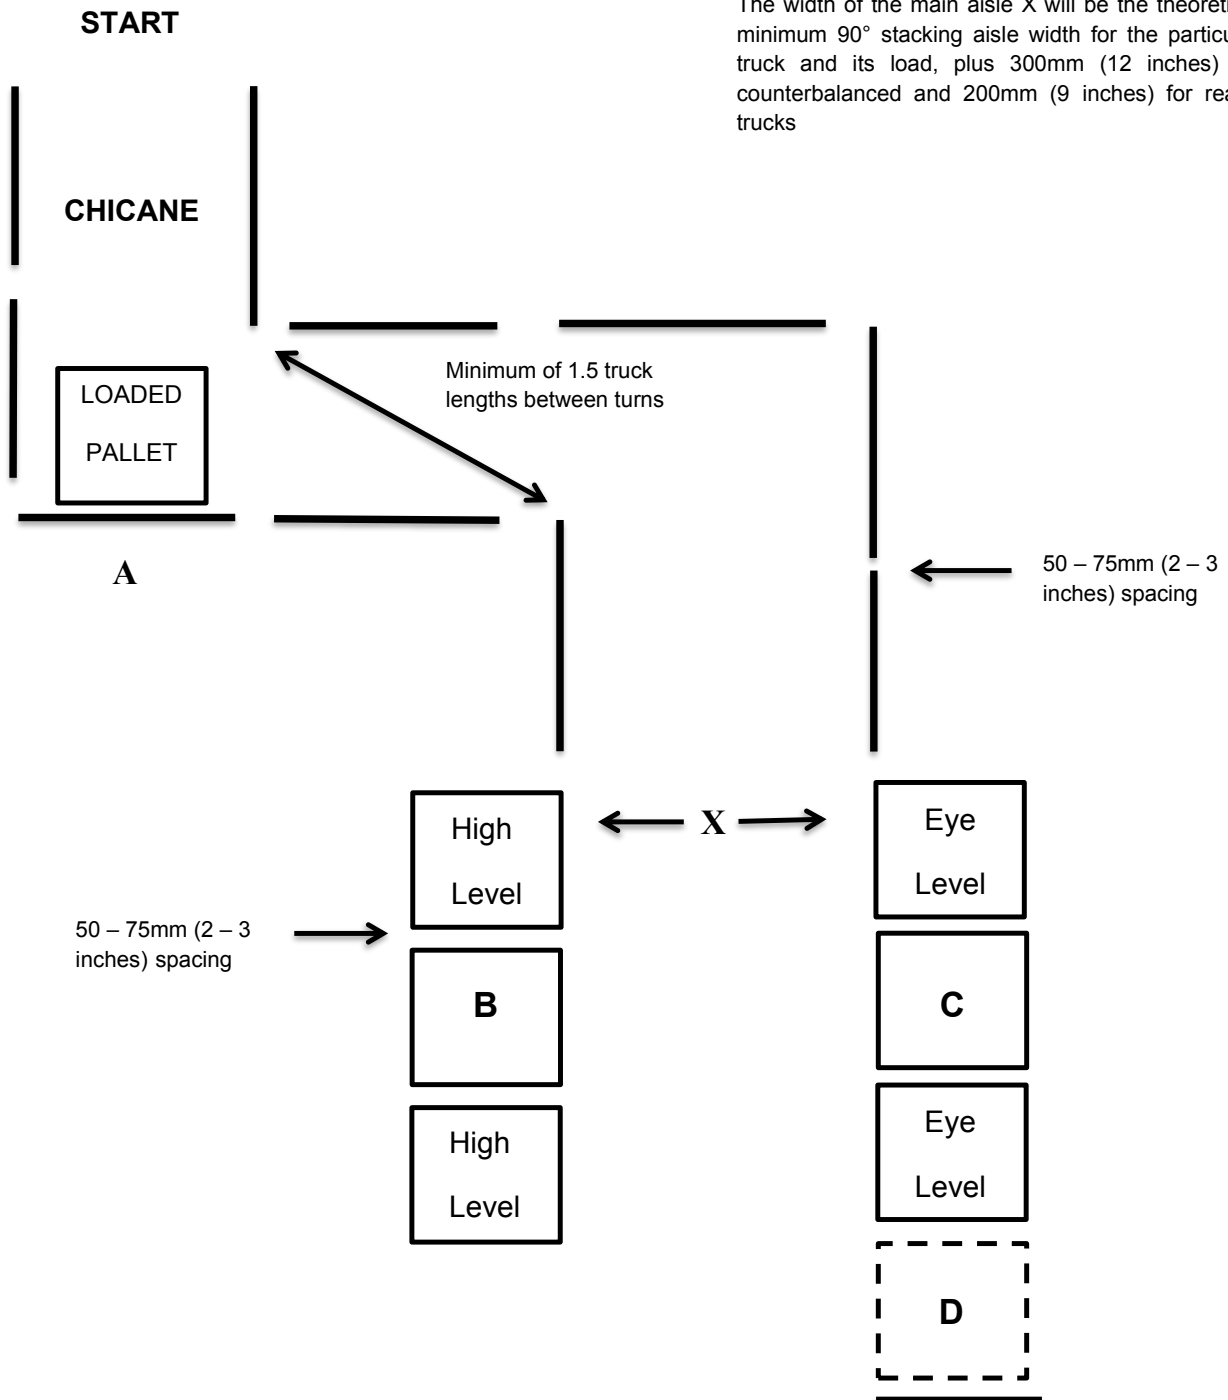 START
The width of the main aisle X will be the
minimum 90° stacking aisle width for the
truck and its load, plus 300mm (12 inches)
counterbalanced and 200mm (9 inches) for
trucks
CHICANE
LOADED
PALLET
Minimum of 1.5 truck
lengths between turns
A
50 – 75mm (2 – 3
inches) spacing
High
Level
X
Eye
Level
50 – 75mm (2 – 3
inches) spacing
B
C
High
Level
Eye
Level
D